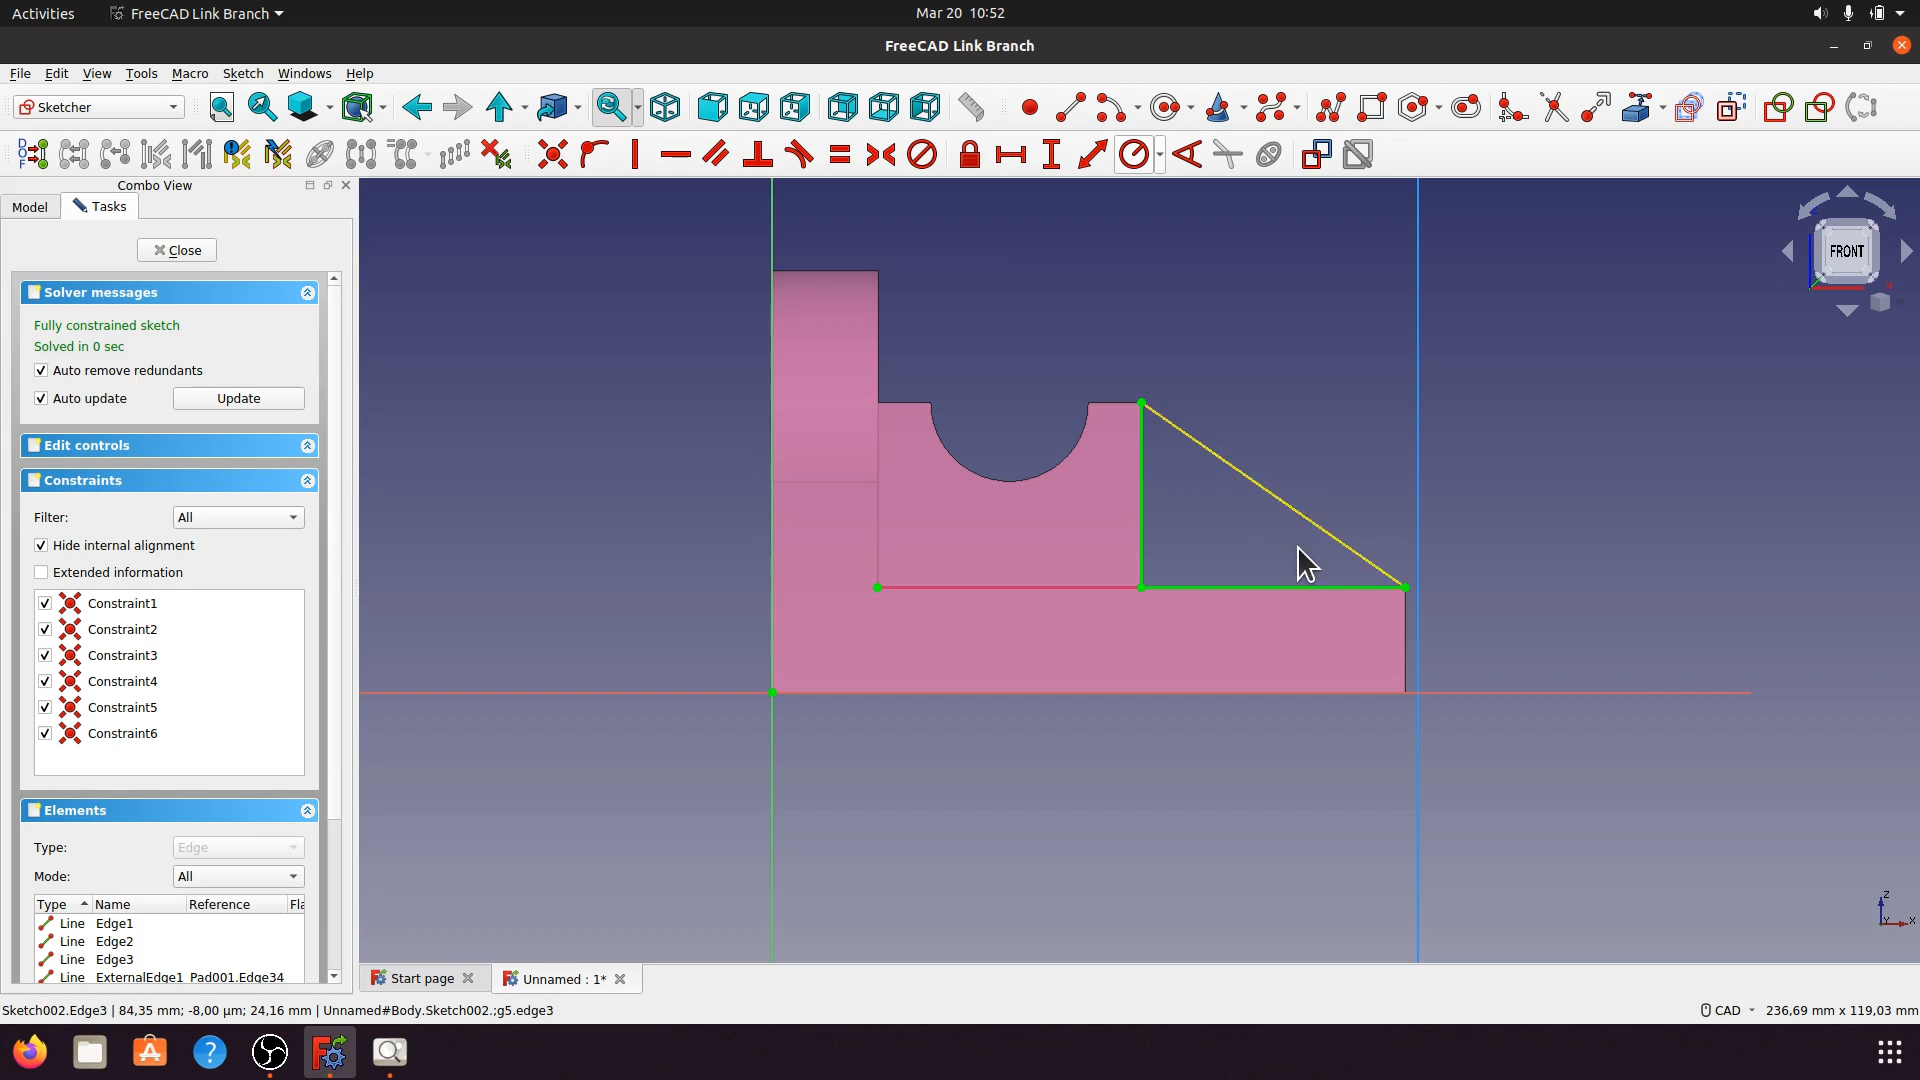 Activities FreeCAD Link Branch Mar 20 10:52
FreeCAD Link Branch
File Edit View Tools Macro Sketch Windows Help
Sketcher
DOF
Combo View
Model Tasks
Close
Solver messages
Fully constrained sketch
Solved in 0 sec
Auto remove redundants
Auto update Update
Edit controls
Constraints
Filter: All
Hide internal alignment
Extended information
Constraint1
Constraint2
Constraint3
Constraint4
Constraint5
Constraint6
Elements
Type: Edge
Mode: All
Type Name Reference Fla
Line Edge1
Line Edge2
Line Edge3
Line ExternalEdge1 Pad001.Edge34
FRONT
Z
X
Z
Y X
Start page Unnamed : 1*
Sketch002.Edge3 | 84,35 mm; -8,00 µm; 24,16 mm | Unnamed#Body.Sketch002.;g5.edge3
CAD 236,69 mm x 119,03 mm